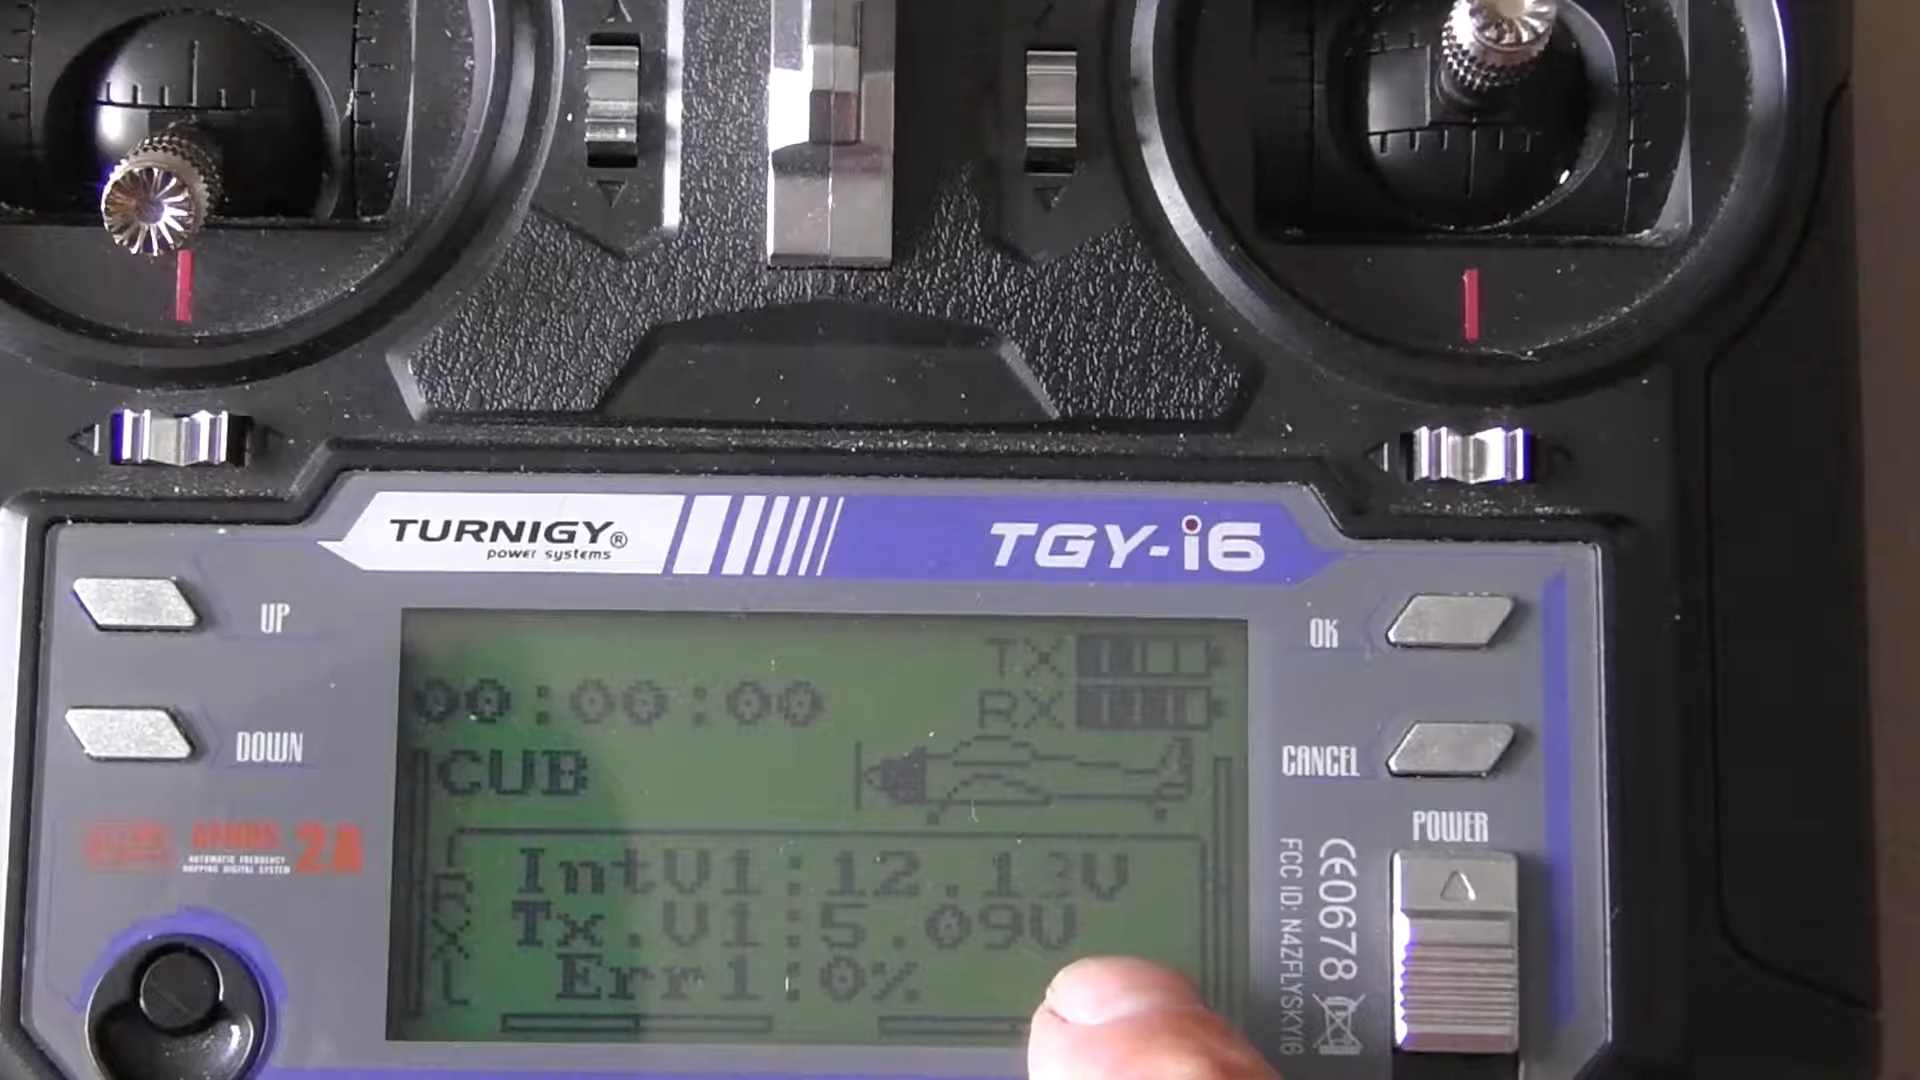 TURNIGY®
power systems
TGY-i6
UP
DOWN
OK
CANCEL
POWER
TX
RX
00:00:00
CUB
IntV1:12.13V
Tx.V1:5.09V
Err1:0%
AFHDS 2A
AUTOMATIC FREQUENCY
HOPPING DIGITAL SYSTEM
CE0678
FCC ID: N4ZFLYSKYI6